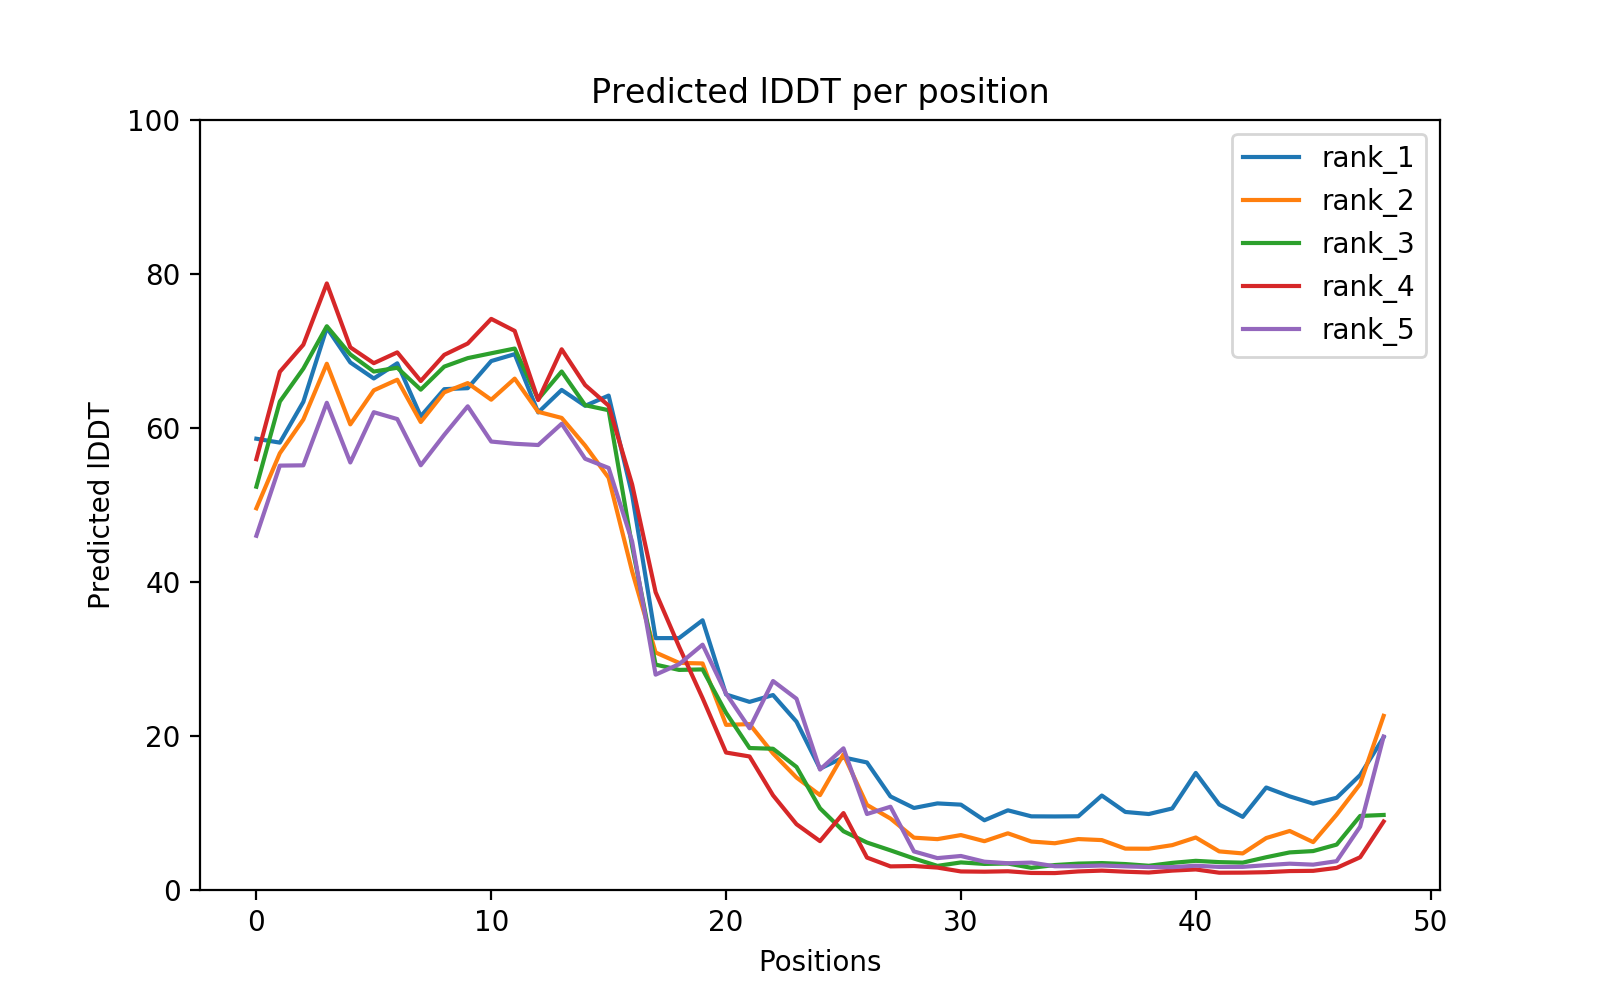 Predicted lDDT per position
100
80
60
40
20
0
Predicted lDDT
rank_1
rank_2
rank_3
rank_4
rank_5
0 10 20 30 40 50
Positions